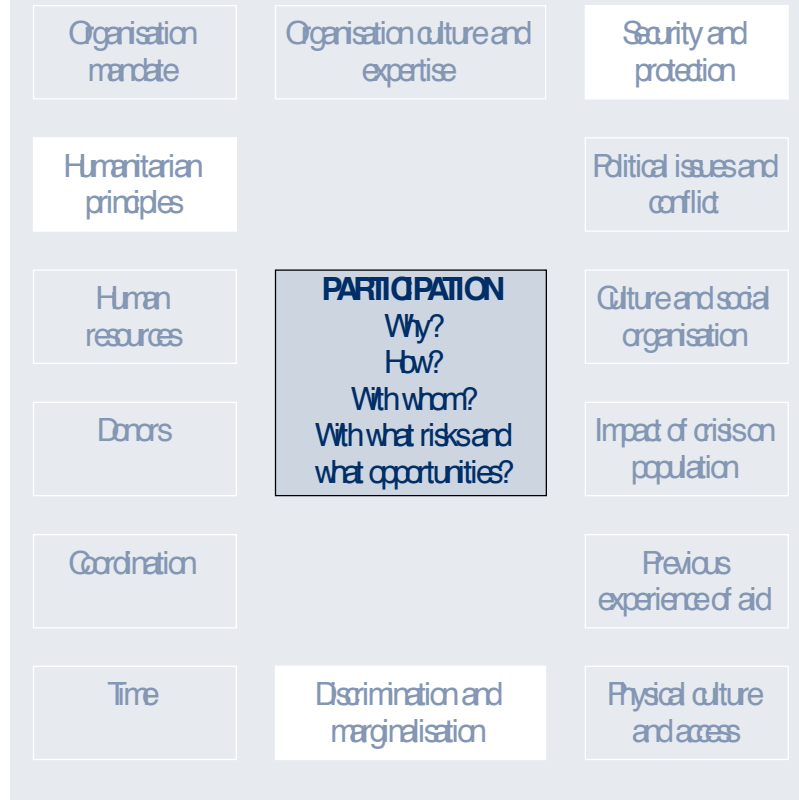 Organisation
mandate
Organisation culture and
expertise
Security and
protection
Humanitarian
principles
Political issues and
conflict
Human
resources
PARTICIPATION
Why?
How?
With whom?
With what risks and
what opportunities?
Culture and social
organisation
Donors
Impact of crisis on
population
Coordination
Previous
experience of aid
Time
Discrimination and
marginalisation
Physical culture
and access